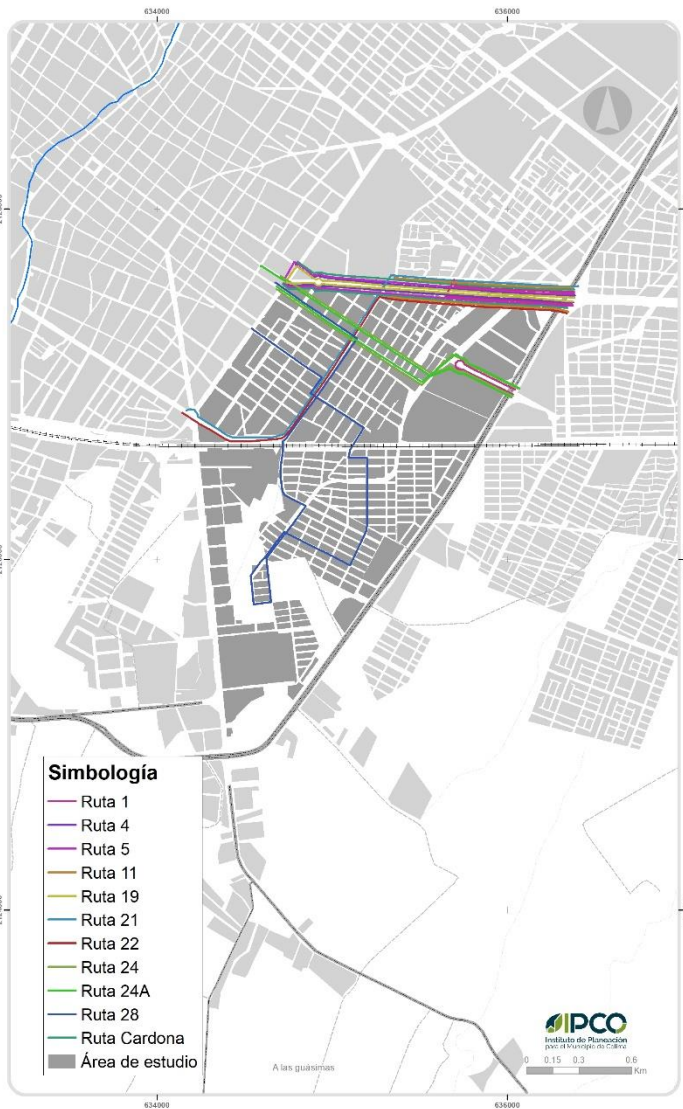 634000
636000
Simbología
Ruta 1
Ruta 4
Ruta 5
Ruta 11
Ruta 19
Ruta 21
Ruta 22
Ruta 24
Ruta 24A
Ruta 28
Ruta Cardona
Área de estudio
A las guásimas
IPCO
Instituto de Planeación
para el Municipio de Colima
0 0.15 0.3 0.6
Km
634000
636000